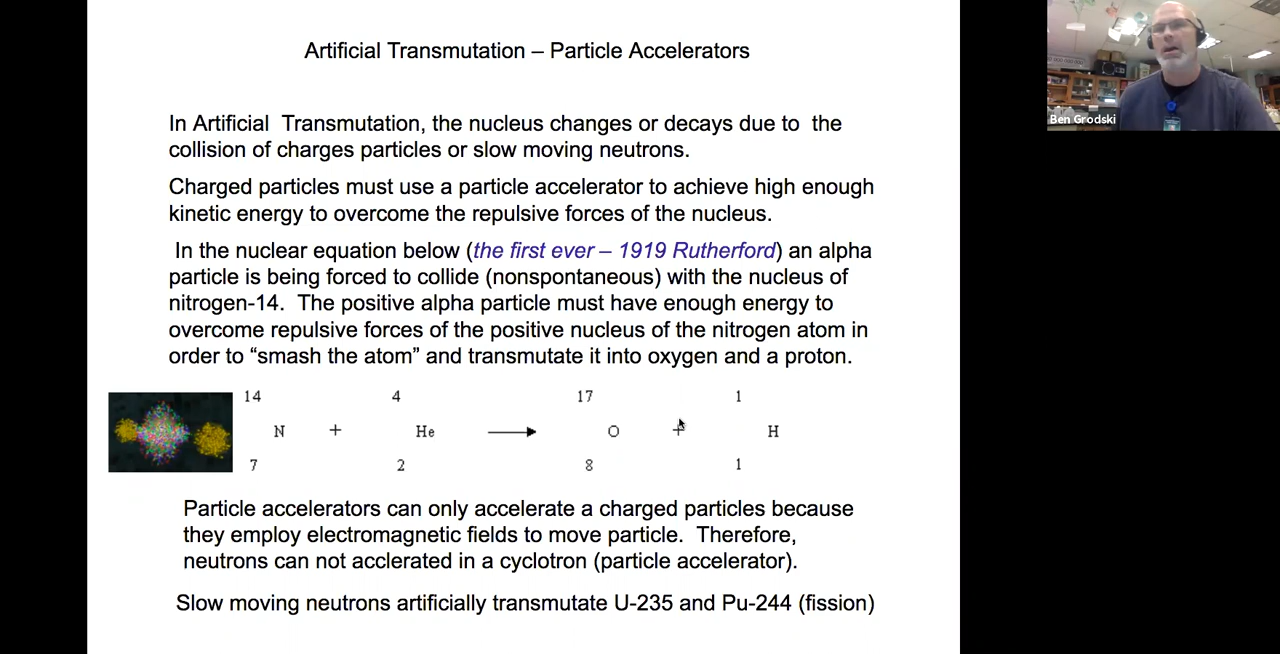 Artificial Transmutation – Particle Accelerators
In Artificial  Transmutation, the nucleus changes or decays due to  the
collision of charges particles or slow moving neutrons.
Charged particles must use a particle accelerator to achieve high enough
kinetic energy to overcome the repulsive forces of the nucleus.
In the nuclear equation below (the first ever – 1919 Rutherford) an alpha
particle is being forced to collide (nonspontaneous) with the nucleus of
nitrogen-14.  The positive alpha particle must have enough energy to
overcome repulsive forces of the positive nucleus of the nitrogen atom in
order to “smash the atom” and transmutate it into oxygen and a proton.
14 4 17 1
N + He → O + H
7 2 8 1
Particle accelerators can only accelerate a charged particles because
they employ electromagnetic fields to move particle.  Therefore,
neutrons can not acclerated in a cyclotron (particle accelerator).
Slow moving neutrons artificially transmutate U-235 and Pu-244 (fission)
Ben Grodski